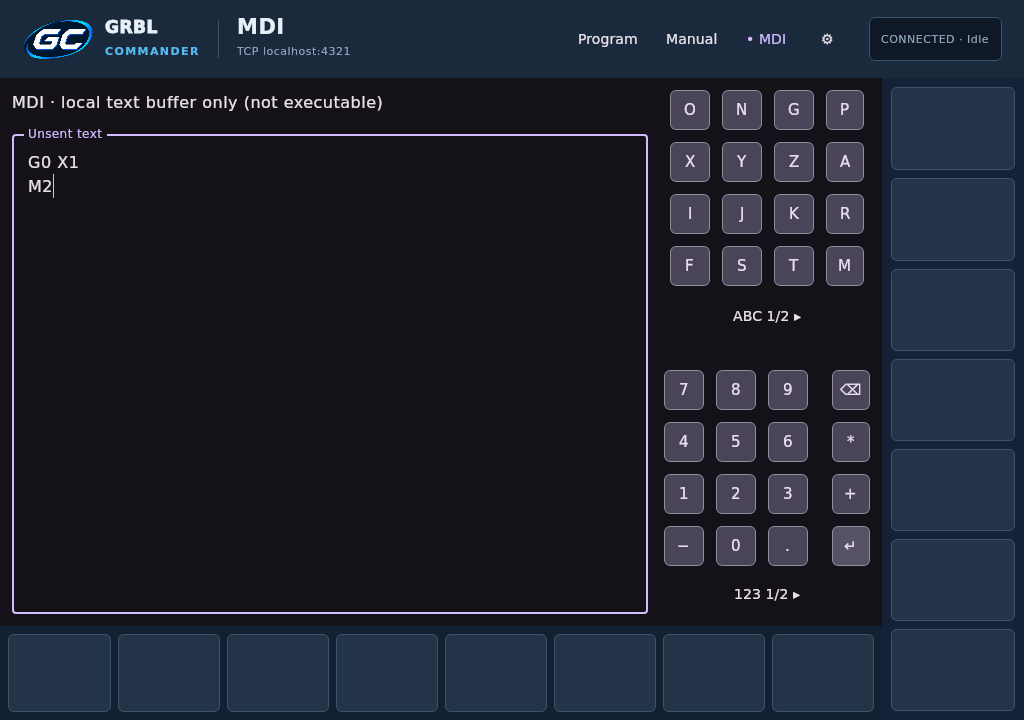 GC
GRBL
COMMANDER
MDI
TCP localhost:4321
Program
Manual
• MDI
⚙
CONNECTED · Idle
MDI · local text buffer only (not executable)
Unsent text
G0 X1
M2
O N G P
X Y Z A
I J K R
F S T M
ABC 1/2 ▸
7 8 9 ⌫
4 5 6 *
1 2 3 +
− 0 . ↵
123 1/2 ▸